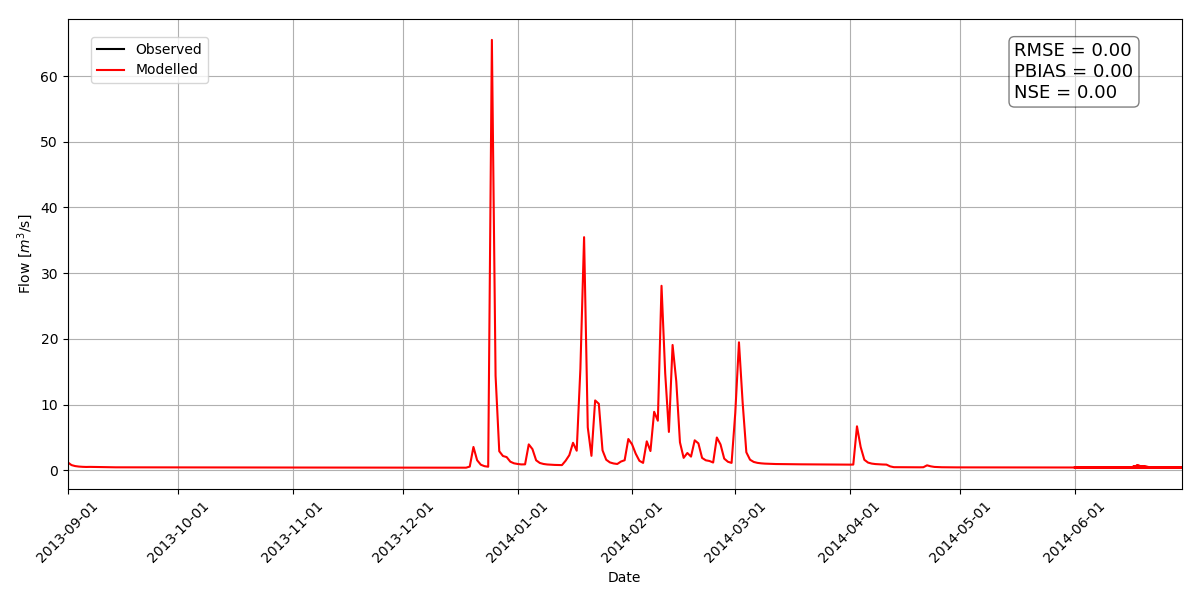 Observed
Modelled
RMSE = 0.00
PBIAS = 0.00
NSE = 0.00
60
50
40
30
20
10
0
Flow [m³/s]
2013-09-01
2013-10-01
2013-11-01
2013-12-01
2014-01-01
2014-02-01
2014-03-01
2014-04-01
2014-05-01
2014-06-01
Date